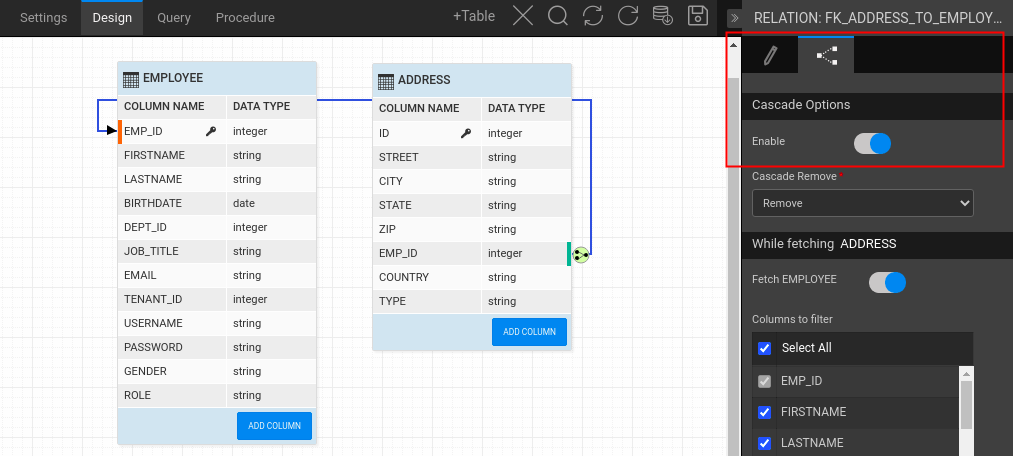 Settings Design Query Procedure +Table
RELATION: FK_ADDRESS_TO_EMPLOY...
EMPLOYEE
COLUMN NAME DATA TYPE
EMP_ID integer
FIRSTNAME string
LASTNAME string
BIRTHDATE date
DEPT_ID integer
JOB_TITLE string
EMAIL string
TENANT_ID integer
USERNAME string
PASSWORD string
GENDER string
ROLE string
ADD COLUMN
ADDRESS
COLUMN NAME DATA TYPE
ID integer
STREET string
CITY string
STATE string
ZIP string
EMP_ID integer
COUNTRY string
TYPE string
ADD COLUMN
Cascade Options
Enable
Cascade Remove*
Remove
While fetching ADDRESS
Fetch EMPLOYEE
Columns to filter
Select All
EMP_ID
FIRSTNAME
LASTNAME